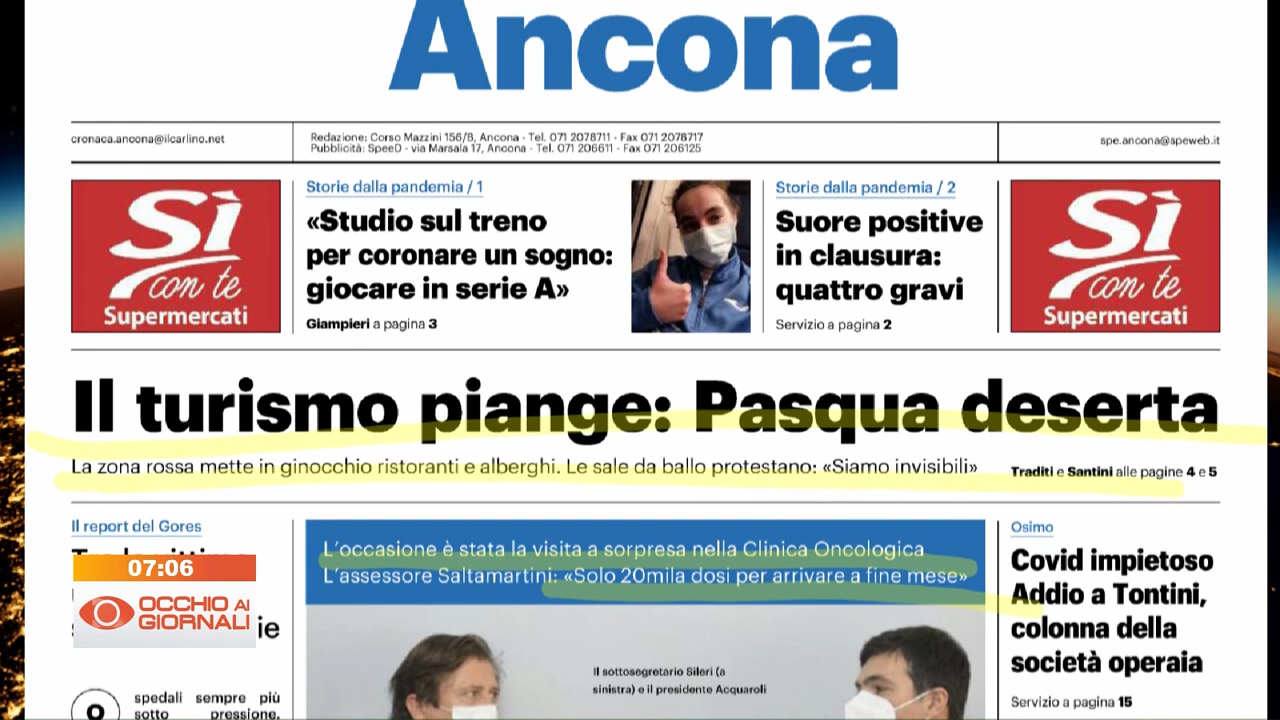 Ancona
cronaca.ancona@ilcarlino.net
Redazione: Corso Mazzini 156/8, Ancona - Tel. 071 2078711 - Fax 071 2078717
Pubblicità: SpeeD - via Marsala 17, Ancona - Tel. 071 206611 - Fax 071 206125
spe.ancona@speweb.it
Sì
con te
Supermercati
Storie dalla pandemia / 1
«Studio sul treno
per coronare un sogno:
giocare in serie A»
Giampieri a pagina 3
Storie dalla pandemia / 2
Suore positive
in clausura:
quattro gravi
Servizio a pagina 2
Sì
con te
Supermercati
Il turismo piange: Pasqua deserta
La zona rossa mette in ginocchio ristoranti e alberghi. Le sale da ballo protestano: «Siamo invisibili»
Traditi e Santini alle pagine 4 e 5
Il report del Gores
07:06
OCCHIO AI
GIORNALI
spedali sempre più
sotto pressione.
L'occasione è stata la visita a sorpresa nella Clinica Oncologica
L'assessore Saltamartini: «Solo 20mila dosi per arrivare a fine mese»
Il sottosegretario Sileri (a
sinistra) e il presidente Acquaroli
Osimo
Covid impietoso
Addio a Tontini,
colonna della
società operaia
Servizio a pagina 15